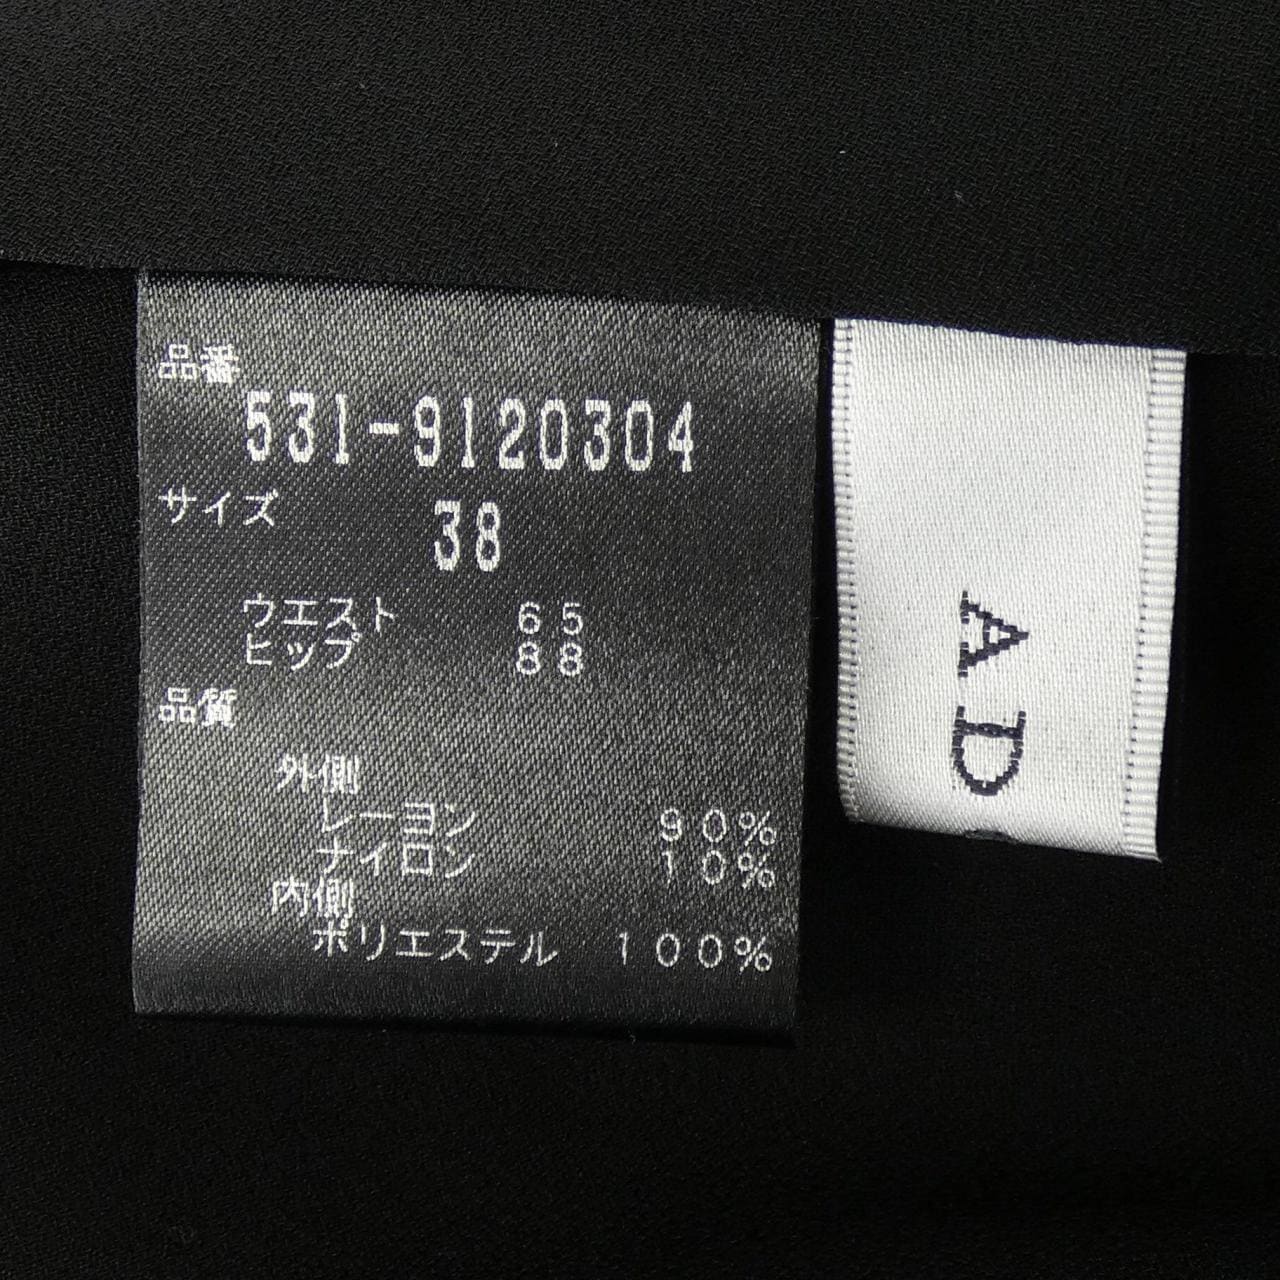 品番
531-9120304
サイズ 38
ウエスト 65
ヒップ 88
品質
外側
レーヨン 90%
ナイロン 10%
内側
ポリエステル 100%
AD